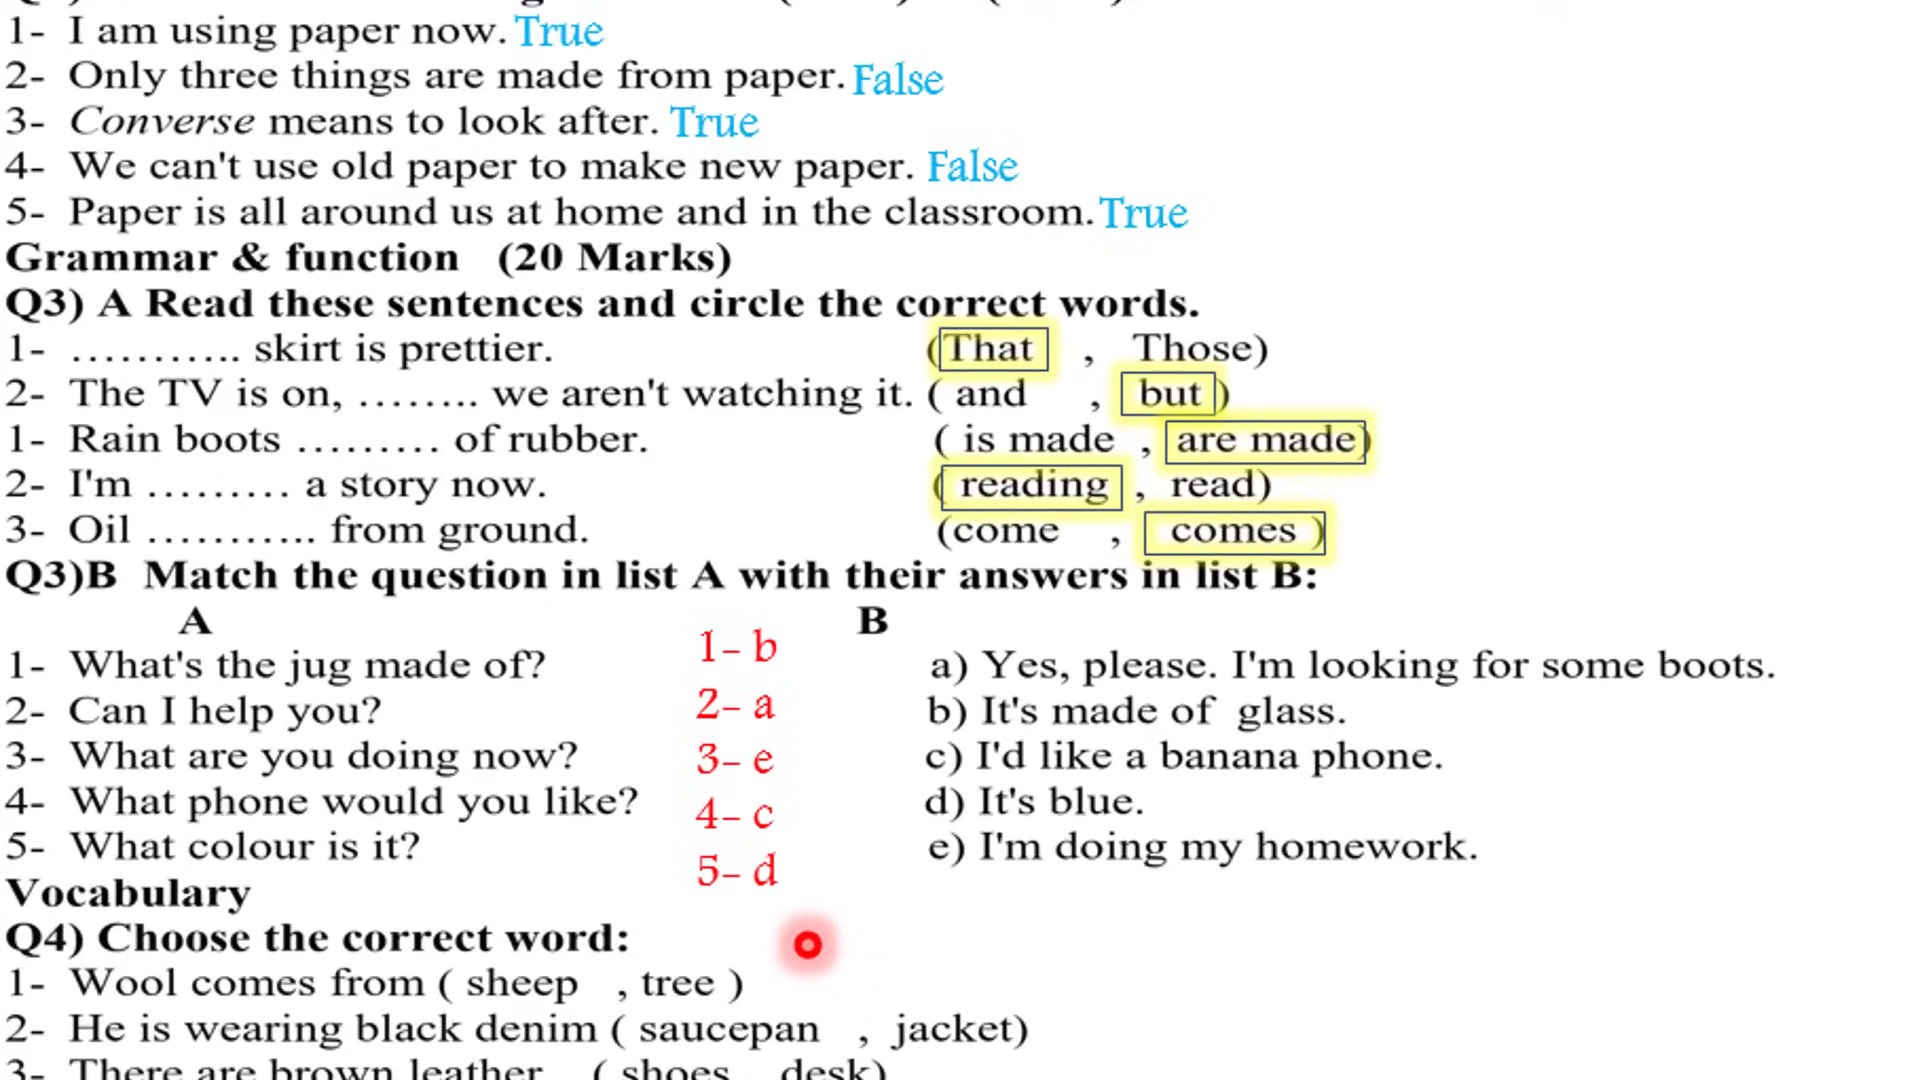 1- I am using paper now. True
2- Only three things are made from paper. False
3- Converse means to look after. True
4- We can't use old paper to make new paper. False
5- Paper is all around us at home and in the classroom. True
Grammar & function (20 Marks)
Q3) A Read these sentences and circle the correct words.
1- ……….. skirt is prettier. (That , Those)
2- The TV is on, …….. we aren't watching it. ( and , but )
1- Rain boots ……… of rubber. ( is made , are made)
2- I'm ……… a story now. ( reading , read)
3- Oil ……….. from ground. (come , comes )
Q3)B Match the question in list A with their answers in list B:
A B
1- What's the jug made of? 1- b a) Yes, please. I'm looking for some boots.
2- Can I help you? 2- a b) It's made of glass.
3- What are you doing now? 3- e c) I'd like a banana phone.
4- What phone would you like? 4- c d) It's blue.
5- What colour is it? 5- d e) I'm doing my homework.
Vocabulary
Q4) Choose the correct word:
1- Wool comes from ( sheep , tree )
2- He is wearing black denim ( saucepan , jacket)
3- There are brown leather ( shoes desk)